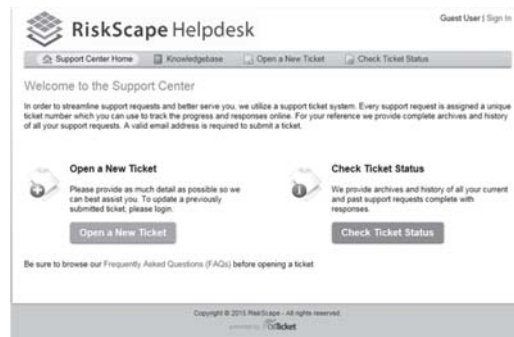 RiskScape Helpdesk
Guest User | Sign In
Support Center Home
Knowledgebase
Open a New Ticket
Check Ticket Status
Welcome to the Support Center
In order to streamline support requests and better serve you, we utilize a support ticket system. Every support request is assigned a unique
ticket number which you can use to track the progress and responses online. For your reference we provide complete archives and history
of all your support requests. A valid email address is required to submit a ticket.
Open a New Ticket
Please provide as much detail as possible so we
can best assist you. To update a previously
submitted ticket, please login.
Open a New Ticket
Check Ticket Status
We provide archives and history of all your current
and past support requests complete with
responses.
Check Ticket Status
Be sure to browse our Frequently Asked Questions (FAQs) before opening a ticket
Copyright © 2015 RiskScape - All rights reserved.
powered by osTicket